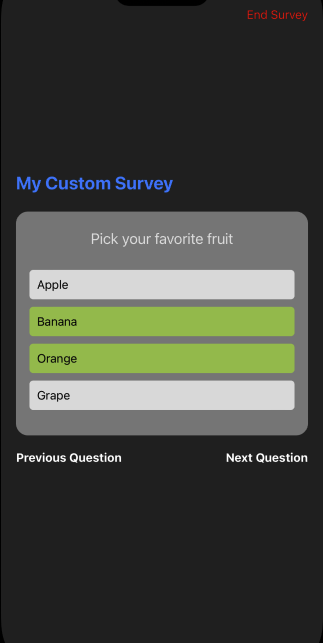 End Survey
My Custom Survey
Pick your favorite fruit
Apple
Banana
Orange
Grape
Previous Question
Next Question